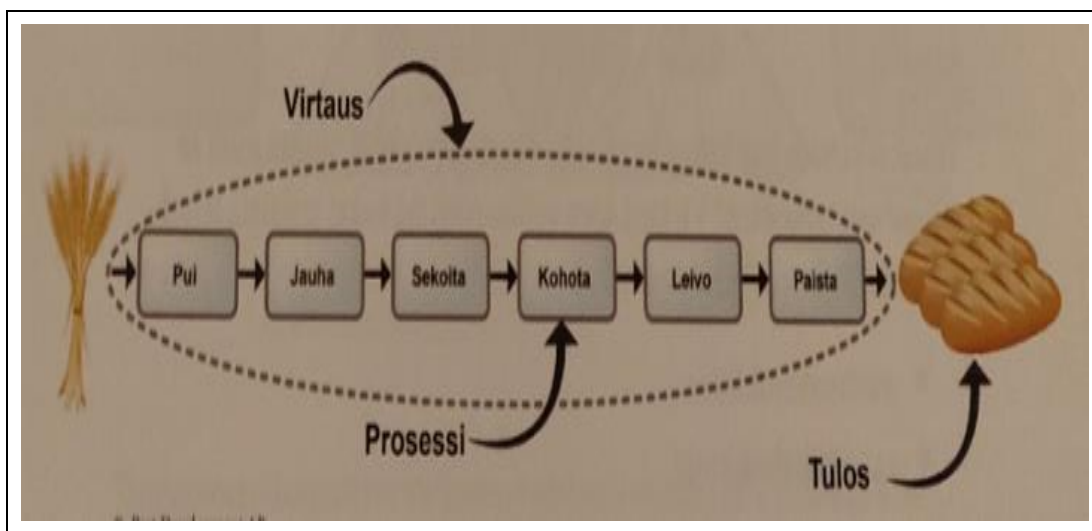 Virtaus
Pui
Jauha
Sekoita
Kohota
Leivo
Paista
Prosessi
Tulos